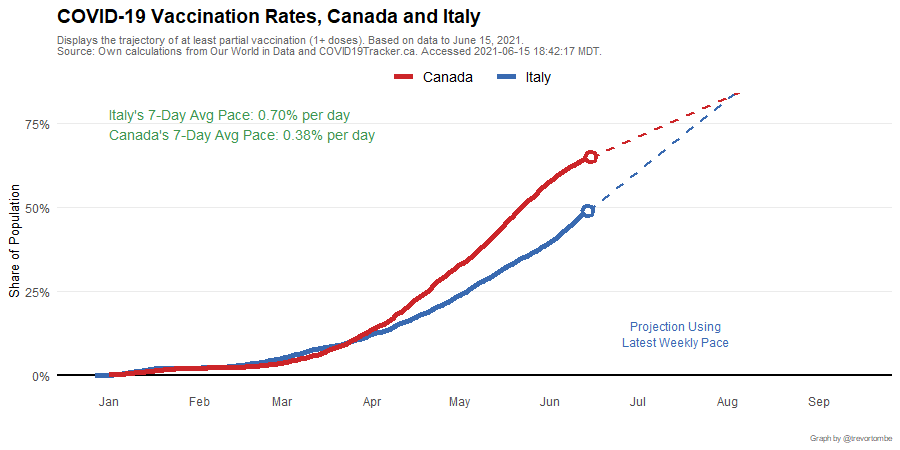 COVID-19 Vaccination Rates, Canada and Italy
Displays the trajectory of at least partial vaccination (1+ doses). Based on data to June 15, 2021.
Source: Own calculations from Our World in Data and COVID19Tracker.ca. Accessed 2021-06-15 18:42:17 MDT.
Canada Italy
Italy's 7-Day Avg Pace: 0.70% per day
Canada's 7-Day Avg Pace: 0.38% per day
75%
50%
25%
0%
Share of Population
Projection Using
Latest Weekly Pace
Jan Feb Mar Apr May Jun Jul Aug Sep
Graph by @trevortombe